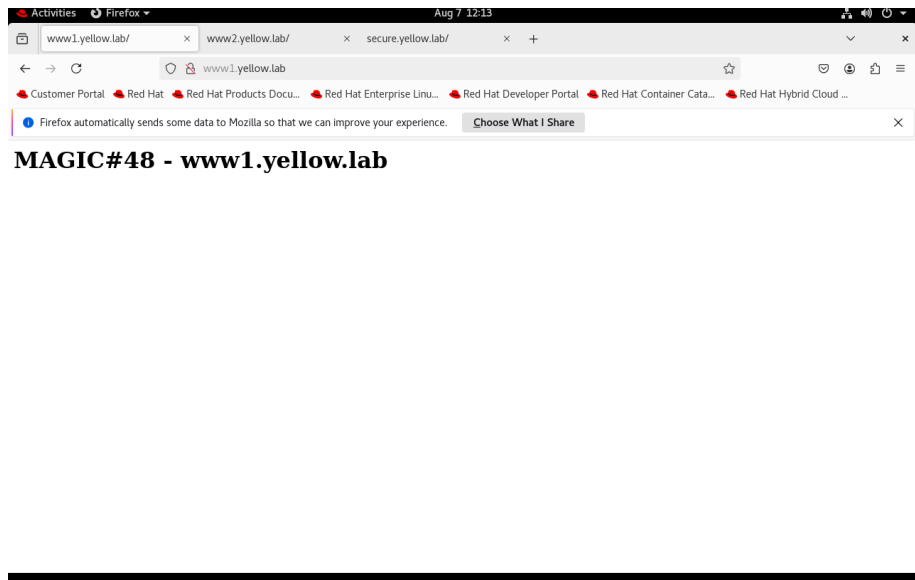 Activities Firefox Aug 7 12:13
www1.yellow.lab/ www2.yellow.lab/ secure.yellow.lab/
www1.yellow.lab
Customer Portal Red Hat Red Hat Products Docu... Red Hat Enterprise Linu... Red Hat Developer Portal Red Hat Container Cata... Red Hat Hybrid Cloud ...
Firefox automatically sends some data to Mozilla so that we can improve your experience. Choose What I Share
MAGIC#48 - www1.yellow.lab